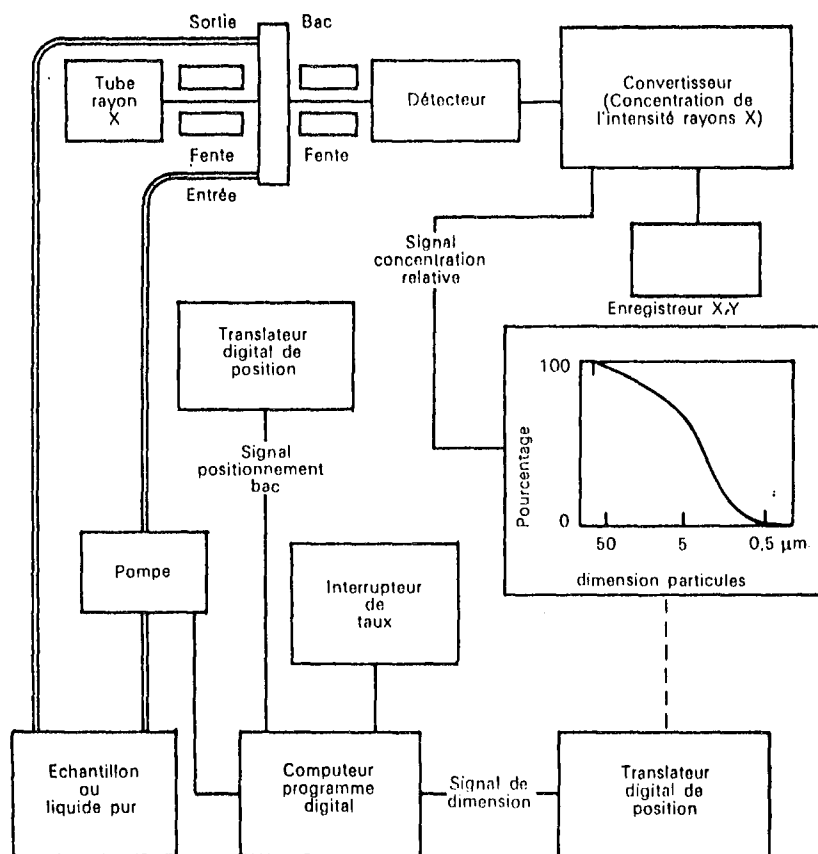 Sortie
Bac
Tube
rayon
X
Détecteur
Convertisseur
(Concentration de
l'intensité rayons X)
Fente
Fente
Entrée
Signal
concentration
relative
Enregistreur X,Y
Translateur
digital de
position
100
Pourcentage
0
50
5
0,5 μm.
dimension particules
Signal
positionnement
bac
Pompe
Interrupteur
de
taux
Echantillon
ou
liquide pur
Computeur
programme
digital
Signal de
dimension
Translateur
digital de
position